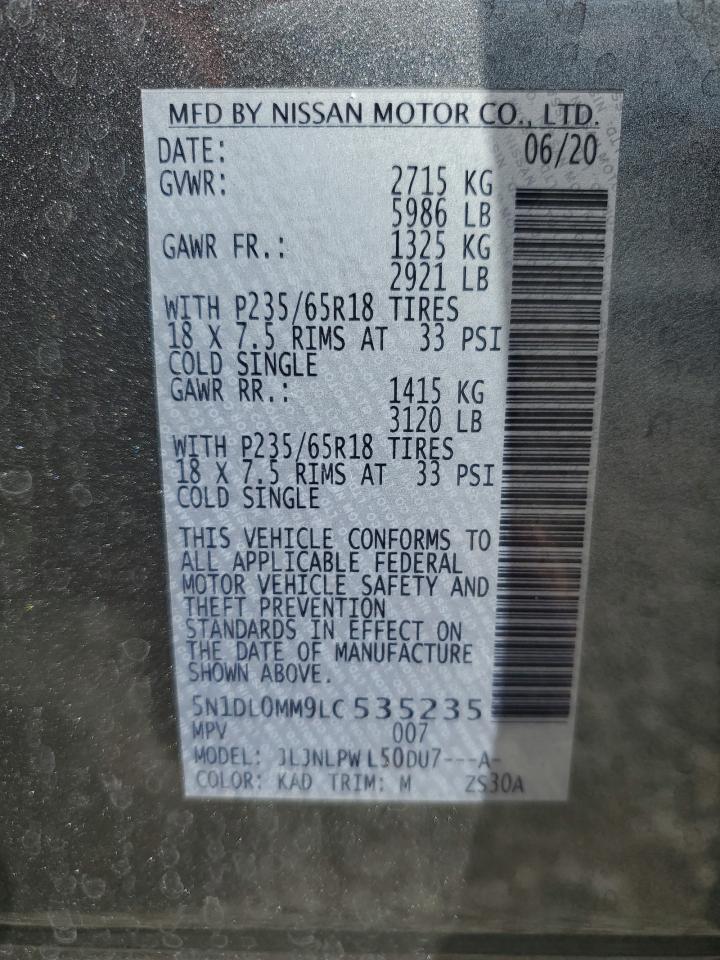 MFD BY NISSAN MOTOR CO., LTD.
DATE: 06/20
GVWR: 2715 KG
5986 LB
GAWR FR.: 1325 KG
2921 LB
WITH P235/65R18 TIRES
18 X 7.5 RIMS AT 33 PSI
COLD SINGLE
GAWR RR.: 1415 KG
3120 LB
WITH P235/65R18 TIRES
18 X 7.5 RIMS AT 33 PSI
COLD SINGLE
THIS VEHICLE CONFORMS TO
ALL APPLICABLE FEDERAL
MOTOR VEHICLE SAFETY AND
THEFT PREVENTION
STANDARDS IN EFFECT ON
THE DATE OF MANUFACTURE
SHOWN ABOVE.
5N1DL0MM9LC535235
MPV 007
MODEL: JLJNLPWL50DU7---A-
COLOR: KAD TRIM: M ZS30A